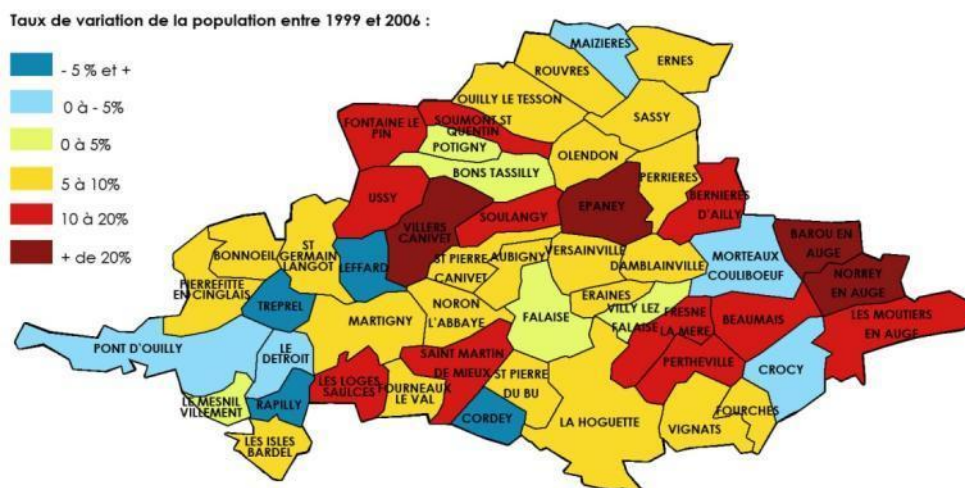 Taux de variation de la population entre 1999 et 2006 :
- 5 % et +
0 à - 5%
0 à 5%
5 à 10%
10 à 20%
+ de 20%
MAIZIERES
ERNES
ROUVRES
OUILLY LE TESSON
SASSY
FONTAINE LE
PIN
SOUMONT ST
QUENTIN
POTIGNY
OLENDON
BONS TASSILLY
PERRIERES
BERNIERES
D'AILLY
USSY
VILLERS
CANIVET
SOULANGY
EPANEY
BAROU EN
AUGE
NORREY
EN AUGE
MORTEAUX
COULIBOEUF
ST
GERMAIN
LANGOT
BONNOEIL
LEFFARD
ST PIERRE
CANIVET
AUBIGNY
VERSAINVILLE
DAMBLAINVILLE
PIERREFITTE
EN CINGLAIS
TREPREL
NORON
L'ABBAYE
MARTIGNY
FALAISE
ERAINES
VILLY LEZ
FALAISE
FRESNE
LA MERE
BEAUMAIS
LES MOUTIERS
EN AUGE
PONT D'OUILLY
LE
DETROIT
SAINT MARTIN
DE MIEUX
PERTHEVILLE
CROCY
LE MESNIL
VILLEMENT
RAPILLY
LES LOGES
SAULCES
FOURNEAUX
LE VAL
ST PIERRE
DU BU
CORDEY
LA HOGUETTE
VIGNATS
FOURCHES
LES ISLES
BARDEL